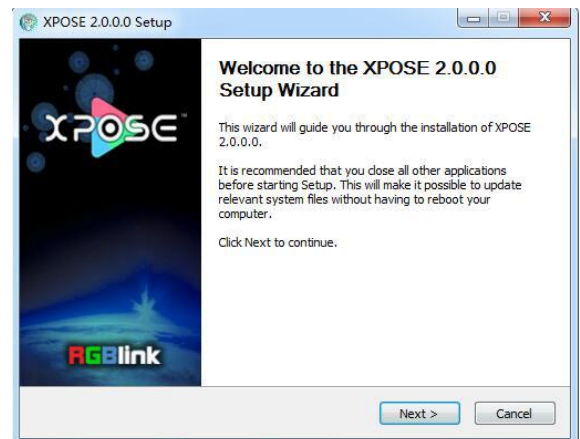 XPOSE 2.0.0.0 Setup
XPOSE™
RGBlink
Welcome to the XPOSE 2.0.0.0
Setup Wizard
This wizard will guide you through the installation of XPOSE
2.0.0.0.
It is recommended that you close all other applications
before starting Setup. This will make it possible to update
relevant system files without having to reboot your
computer.
Click Next to continue.
Next >
Cancel